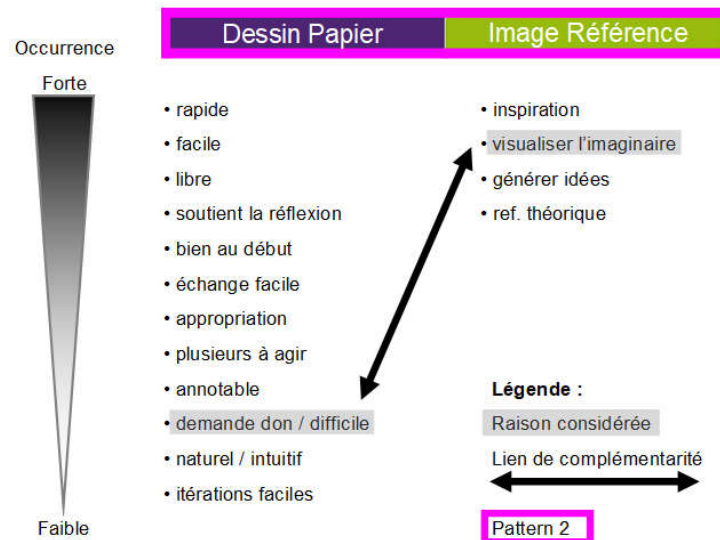 Occurrence
Forte
Faible
Dessin Papier
• rapide
• facile
• libre
• soutient la réflexion
• bien au début
• échange facile
• appropriation
• plusieurs à agir
• annotable
• demande don / difficile
• naturel / intuitif
• itérations faciles
Image Référence
• inspiration
• visualiser l'imaginaire
• générer idées
• ref. théorique
Légende :
Raison considérée
Lien de complémentarité
Pattern 2